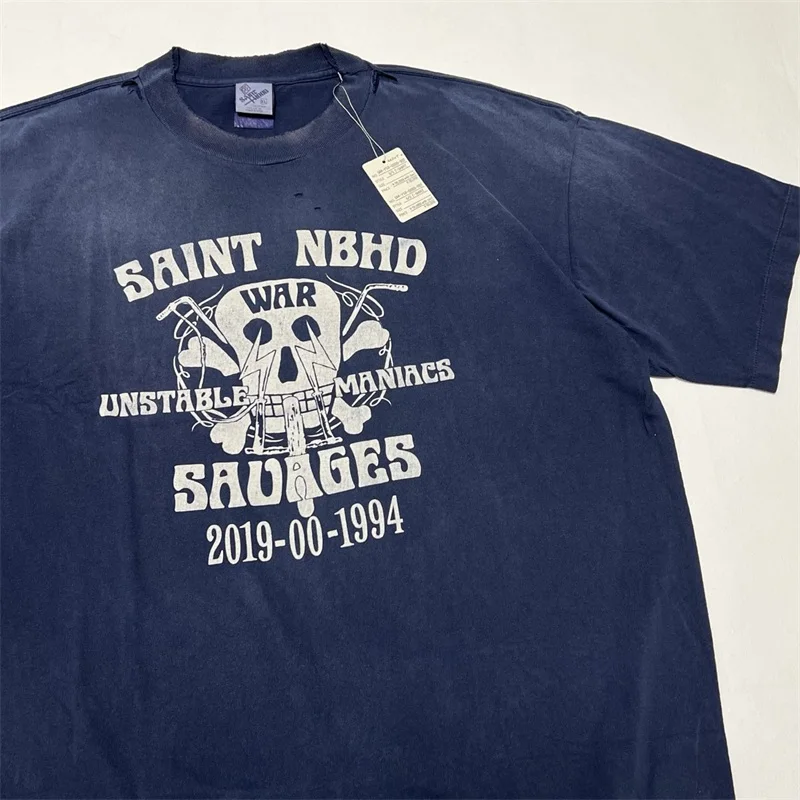 SAINT NBHD
WAR
UNSTABLE MANIACS
SAVAGES
2019-00-1994